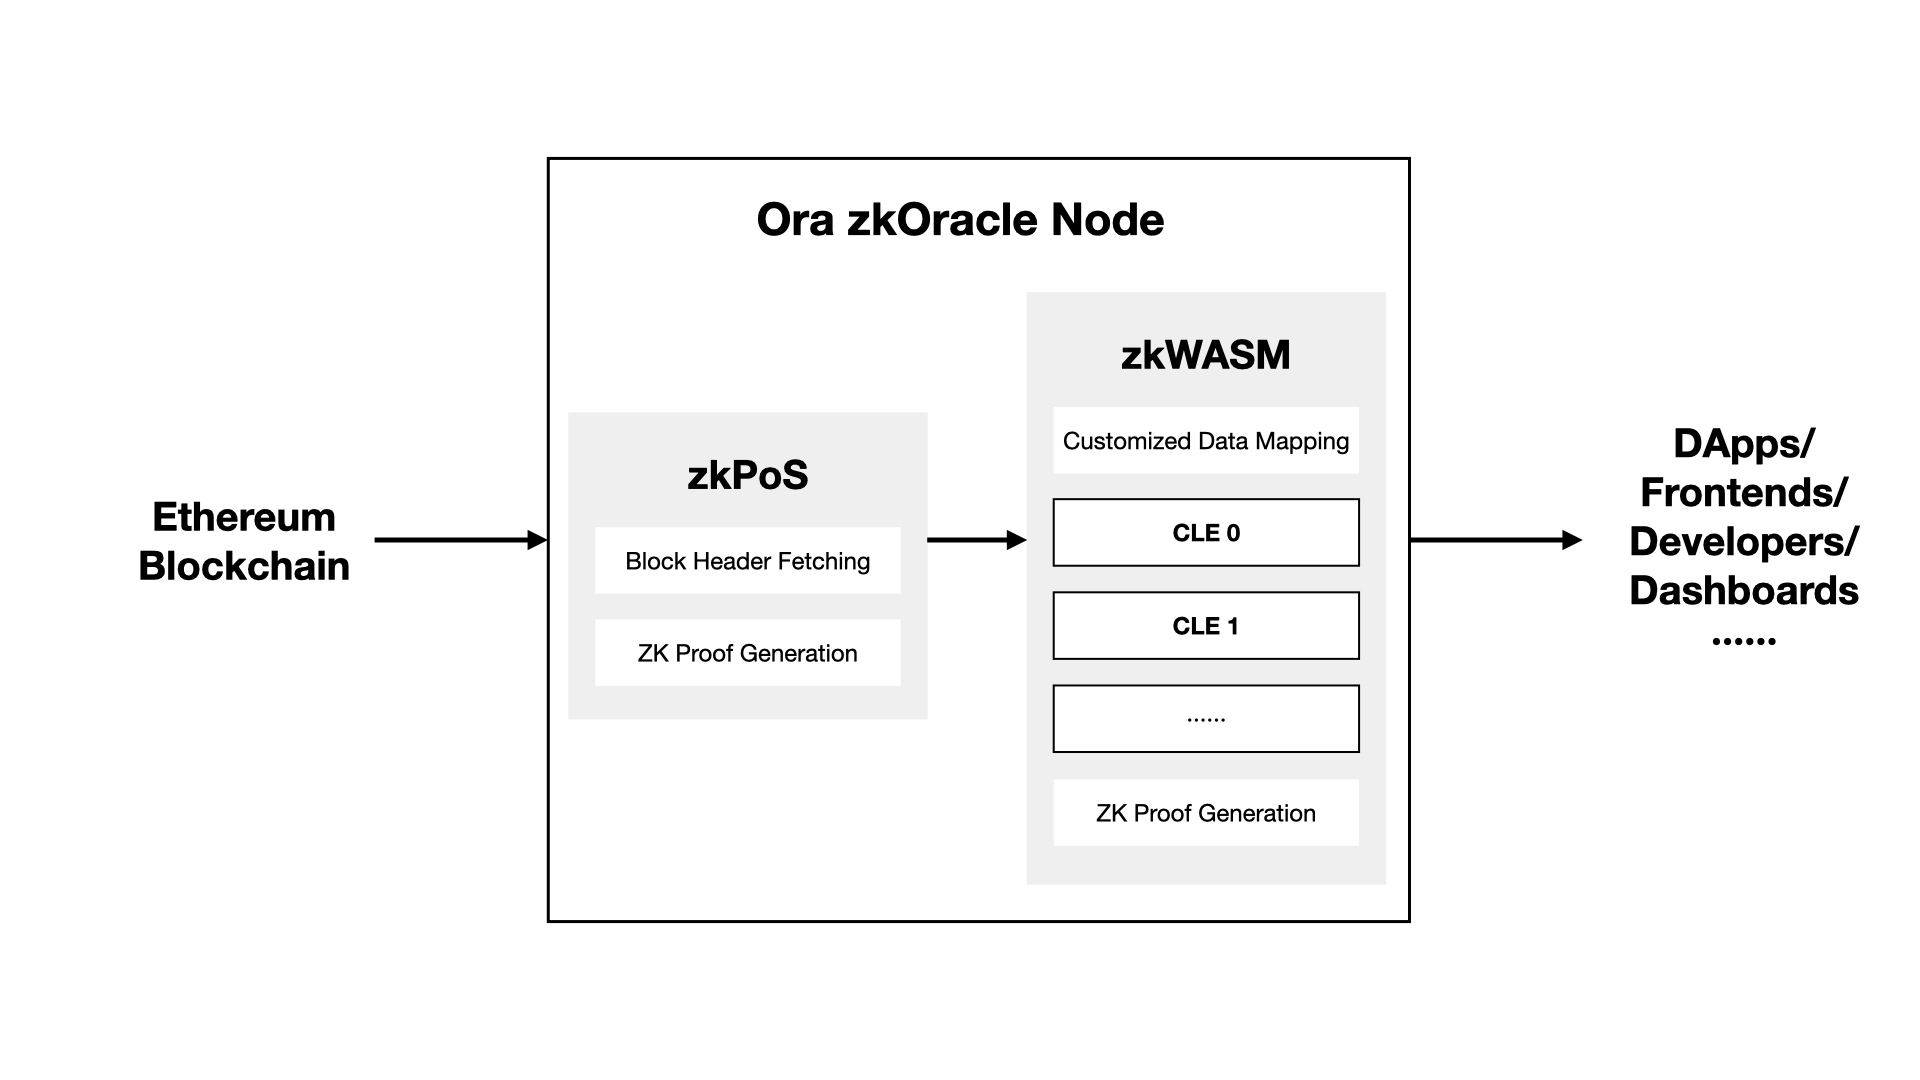 Ora zkOracle Node
Ethereum
Blockchain
zkPoS
Block Header Fetching
ZK Proof Generation
zkWASM
Customized Data Mapping
CLE 0
CLE 1
......
ZK Proof Generation
DApps/
Frontends/
Developers/
Dashboards
......